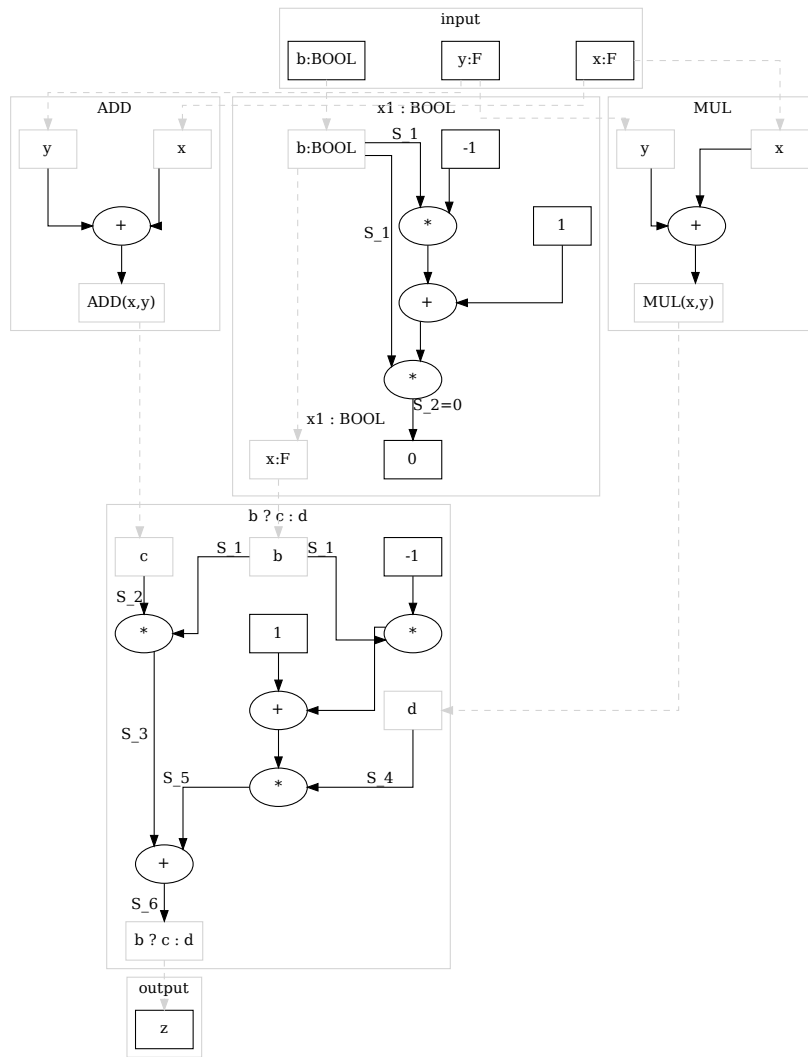 input
b:BOOL
y:F
x:F
ADD
x1 : BOOL
MUL
y
x
b:BOOL
S_1
-1
y
x
+
S_1
*
1
+
ADD(x,y)
+
MUL(x,y)
*
S_2=0
x1 : BOOL
x:F
0
b ? c : d
c
S_1
b
S_1
-1
S_2
*
1
*
S_3
+
d
S_5
*
S_4
+
S_6
b ? c : d
output
z